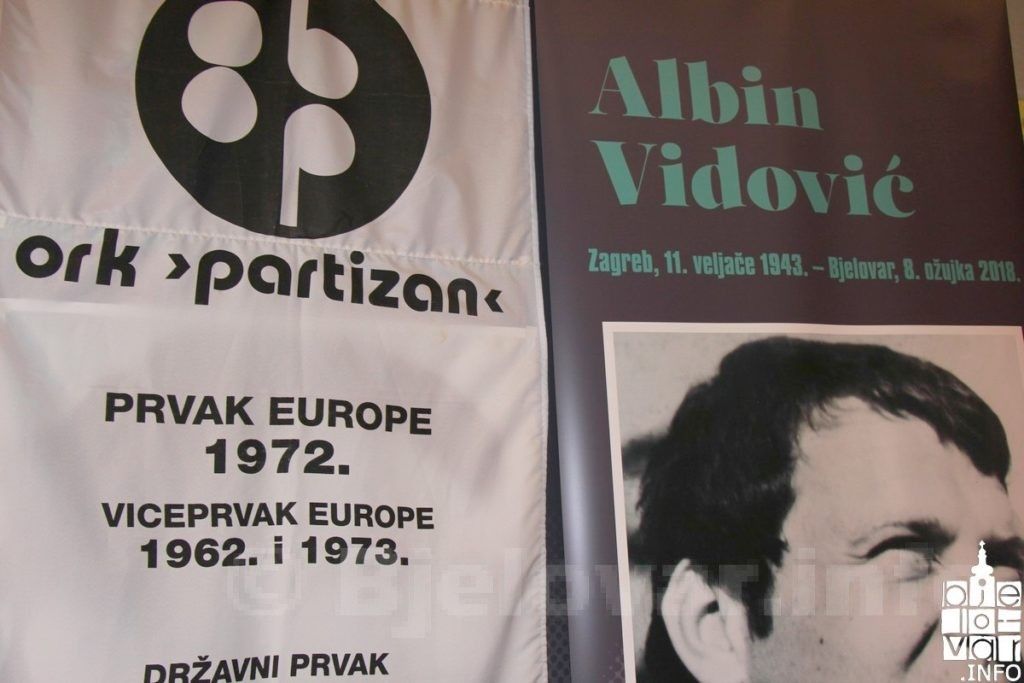 ork ›partizan‹
PRVAK EUROPE
1972.
VICEPRVAK EUROPE
1962. i 1973.
DRŽAVNI PRVAK
Albin
Vidović
Zagreb, 11. veljače 1943. – Bjelovar, 8. ožujka 2018.
© Bjelovar.inf
bje
lo
var
.INFO